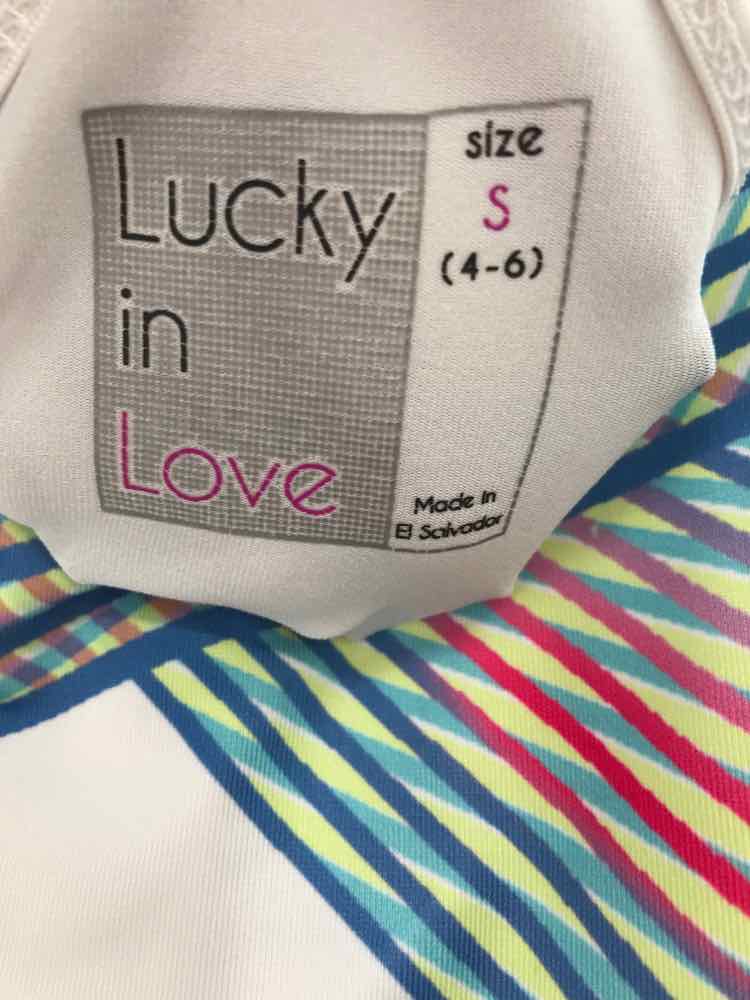 Lucky
in
Love
size
S
(4-6)
Made In
El Salvador